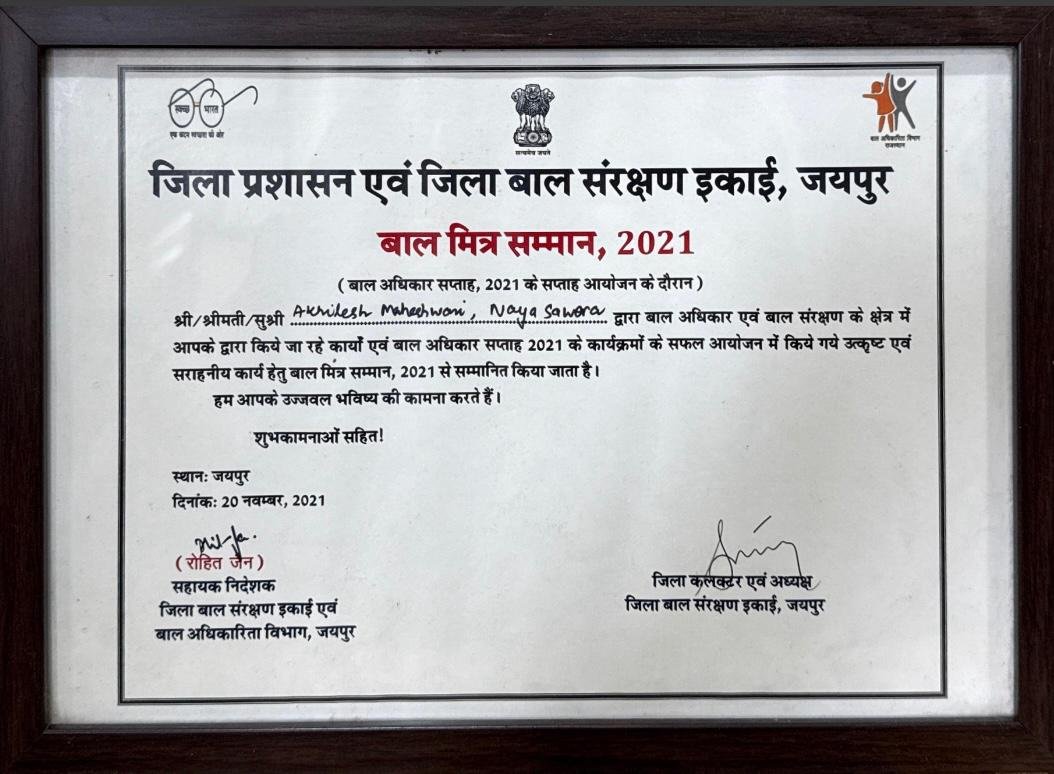 स्वच्छ भारत
एक कदम स्वच्छता की ओर
सत्यमेव जयते
बाल अधिकारिता विभाग
राजस्थान
जिला प्रशासन एवं जिला बाल संरक्षण इकाई, जयपुर
बाल मित्र सम्मान, 2021
( बाल अधिकार सप्ताह, 2021 के सप्ताह आयोजन के दौरान )
श्री/श्रीमती/सुश्री Akhilesh Maheshwari, Naya Sawera द्वारा बाल अधिकार एवं बाल संरक्षण के क्षेत्र में
आपके द्वारा किये जा रहे कार्यों एवं बाल अधिकार सप्ताह 2021 के कार्यक्रमों के सफल आयोजन में किये गये उत्कृष्ट एवं
सराहनीय कार्य हेतु बाल मित्र सम्मान, 2021 से सम्मानित किया जाता है।
हम आपके उज्जवल भविष्य की कामना करते हैं।
शुभकामनाओं सहित!
स्थानः जयपुर
दिनांकः 20 नवम्बर, 2021
( रोहित जैन )
सहायक निदेशक
जिला बाल संरक्षण इकाई एवं
बाल अधिकारिता विभाग, जयपुर
जिला कलक्टर एवं अध्यक्ष
जिला बाल संरक्षण इकाई, जयपुर